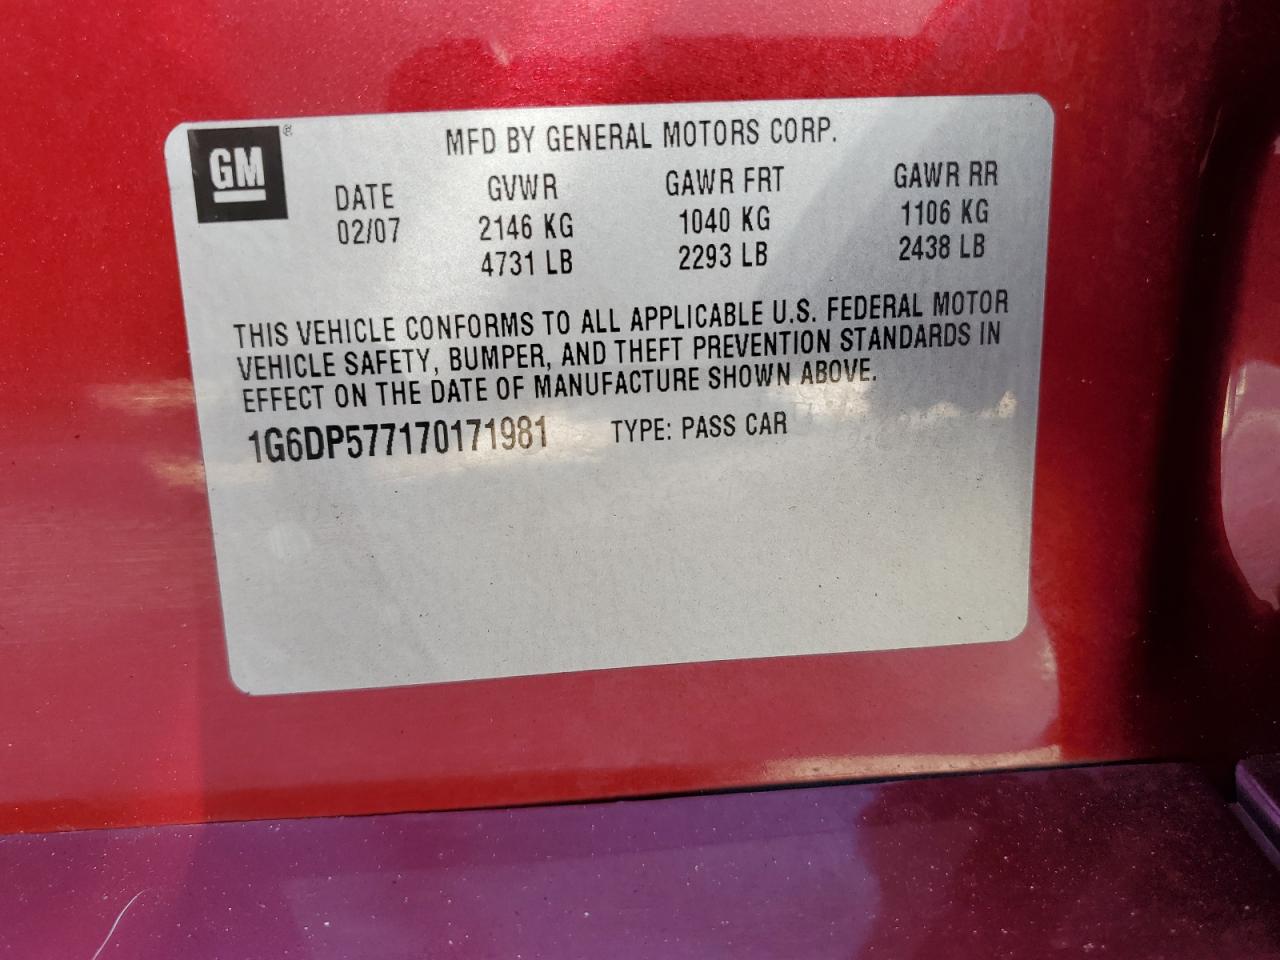 GM®
MFD BY GENERAL MOTORS CORP.
DATE GVWR GAWR FRT GAWR RR
02/07 2146 KG 1040 KG 1106 KG
4731 LB 2293 LB 2438 LB
THIS VEHICLE CONFORMS TO ALL APPLICABLE U.S. FEDERAL MOTOR
VEHICLE SAFETY, BUMPER, AND THEFT PREVENTION STANDARDS IN
EFFECT ON THE DATE OF MANUFACTURE SHOWN ABOVE.
1G6DP577170171981 TYPE: PASS CAR